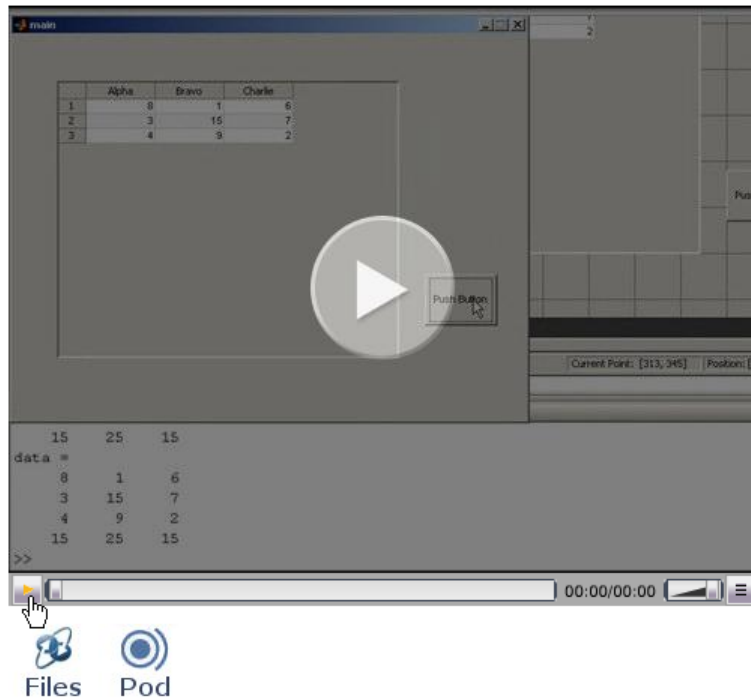 main
2
Alpha Bravo Charlie
1 8 1 6
2 3 15 7
3 4 9 2
Push Button
Current Point: [313, 345] Position: [
15 25 15
data =
8 1 6
3 15 7
4 9 2
15 25 15
>>
00:00/00:00
Files Pod